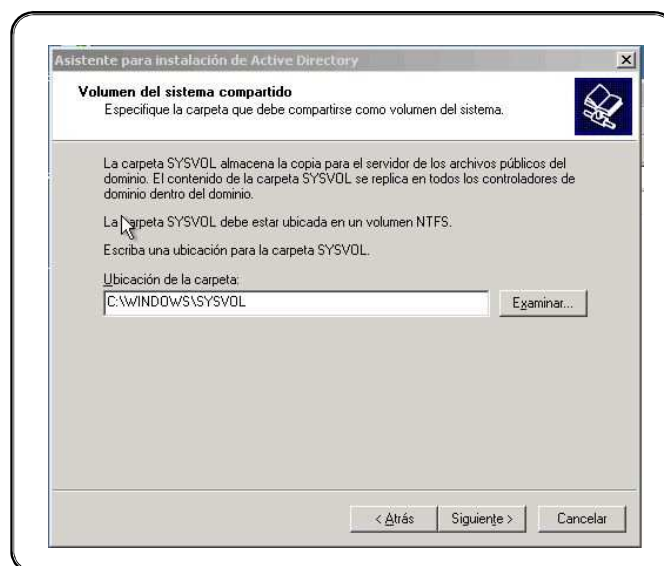 Asistente para instalación de Active Directory
Volumen del sistema compartido
Especifique la carpeta que debe compartirse como volumen del sistema.
La carpeta SYSVOL almacena la copia para el servidor de los archivos públicos del
dominio. El contenido de la carpeta SYSVOL se replica en todos los controladores de
dominio dentro del dominio.
La carpeta SYSVOL debe estar ubicada en un volumen NTFS.
Escriba una ubicación para la carpeta SYSVOL.
Ubicación de la carpeta:
C:\WINDOWS\SYSVOL
Examinar...
< Atrás Siguiente > Cancelar